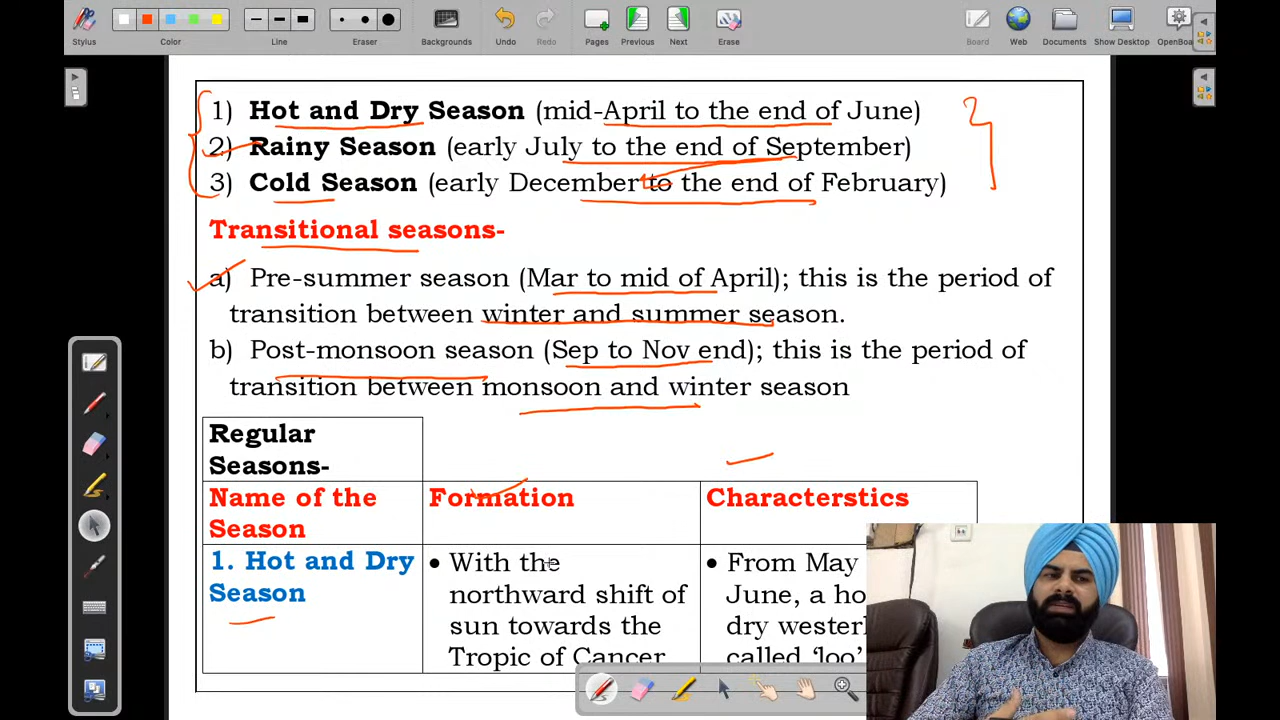 Stylus Color Line Eraser Backgrounds Undo Redo Pages Previous Next Erase Board Web Documents Show Desktop
1) Hot and Dry Season (mid-April to the end of June)
2) Rainy Season (early July to the end of September)
3) Cold Season (early December to the end of February)
Transitional seasons-
a) Pre-summer season (Mar to mid of April); this is the period of
transition between winter and summer season.
b) Post-monsoon season (Sep to Nov end); this is the period of
transition between monsoon and winter season
Regular
Seasons-
Name of the
Season
Formation
Characterstics
1. Hot and Dry
Season
• With the
northward shift of
sun towards the
Tropic of Cancer
• From May
June, a ho
dry westerl
called ‘loo’